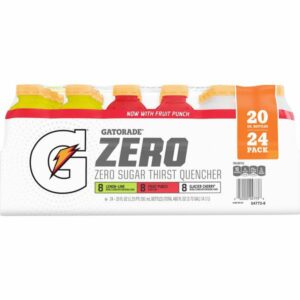 NOW WITH FRUIT PUNCH
20
OZ. BOTTLES
24
PACK
GATORADE
G ZERO
ZERO SUGAR THIRST QUENCHER
8 LEMON-LIME
8 FRUIT PUNCH
8 GLACIER CHERRY